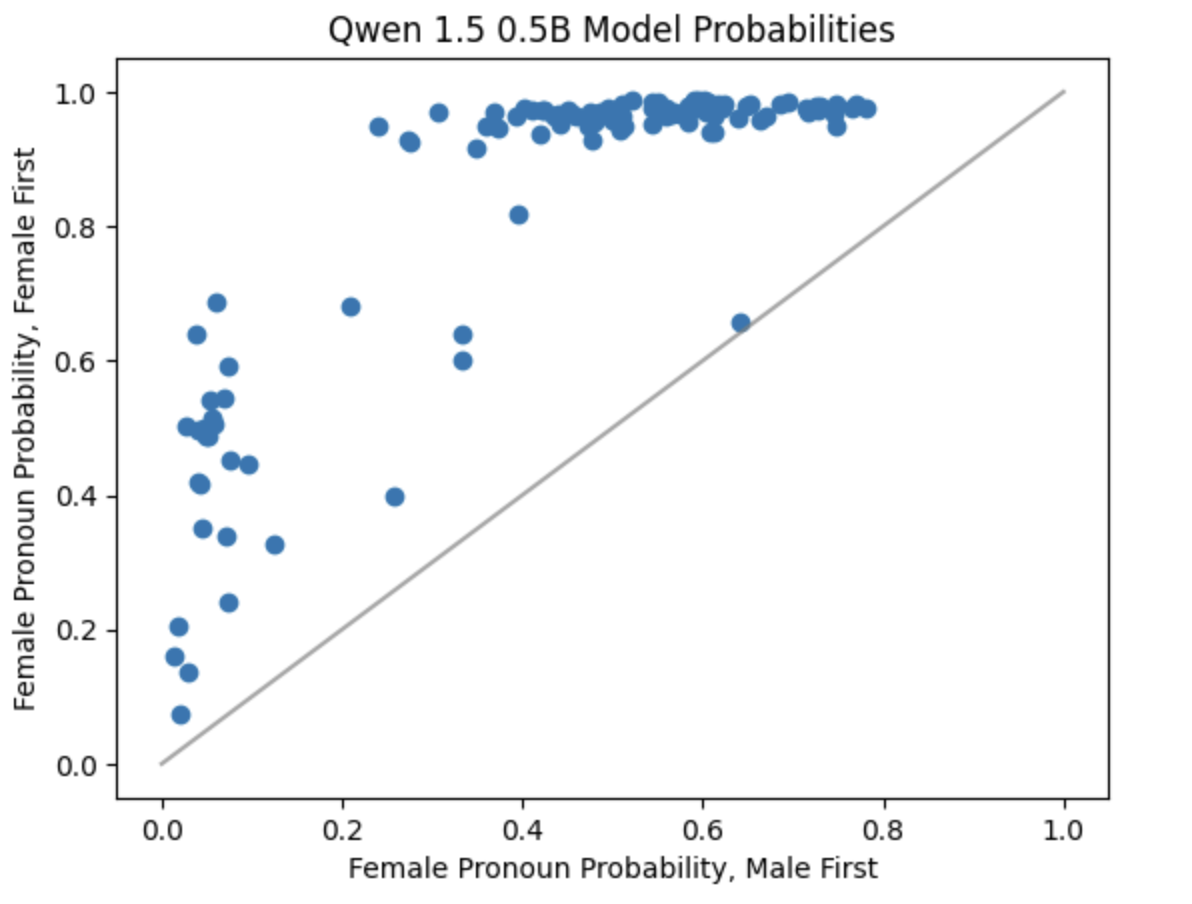 Qwen 1.5 0.5B Model Probabilities
Female Pronoun Probability, Female First
1.0
0.8
0.6
0.4
0.2
0.0
0.0 0.2 0.4 0.6 0.8 1.0
Female Pronoun Probability, Male First